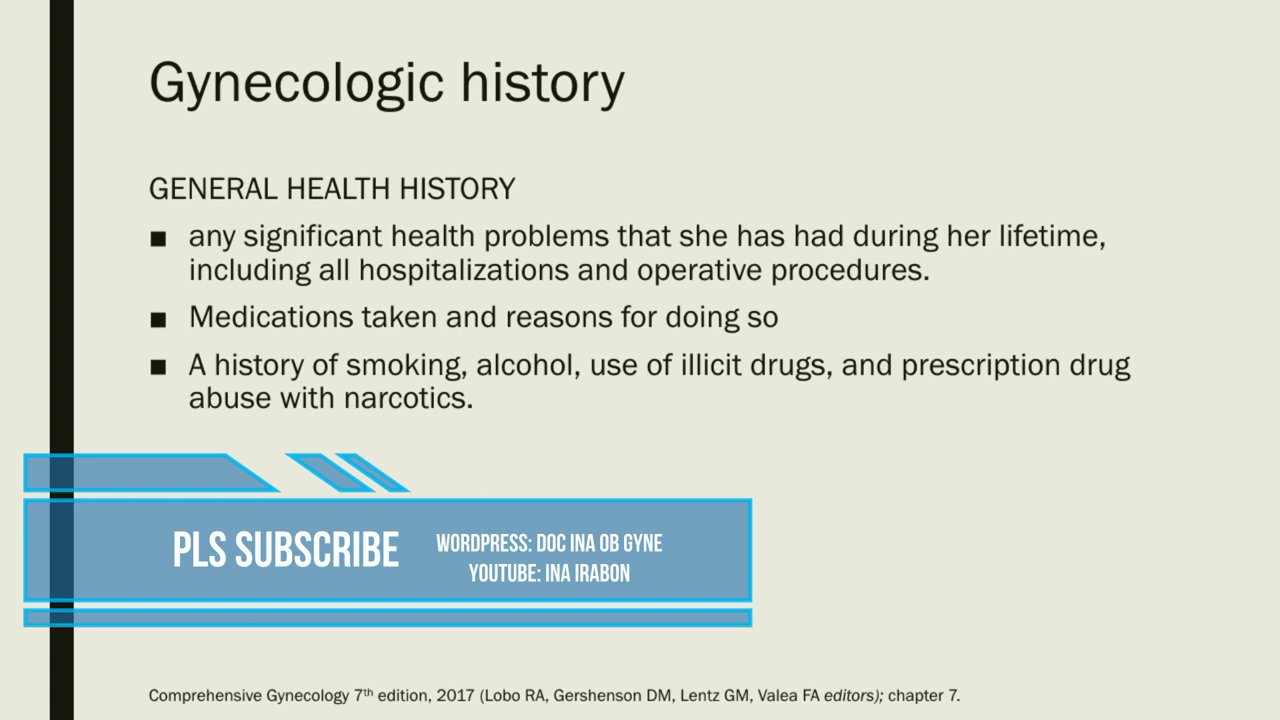 Gynecologic history
GENERAL HEALTH HISTORY
■ any significant health problems that she has had during her lifetime,
including all hospitalizations and operative procedures.
■ Medications taken and reasons for doing so
■ A history of smoking, alcohol, use of illicit drugs, and prescription drug
abuse with narcotics.
PLS SUBSCRIBE
WORDPRESS: DOC INA OB GYNE
YOUTUBE: INA IRABON
Comprehensive Gynecology 7th edition, 2017 (Lobo RA, Gershenson DM, Lentz GM, Valea FA editors); chapter 7.